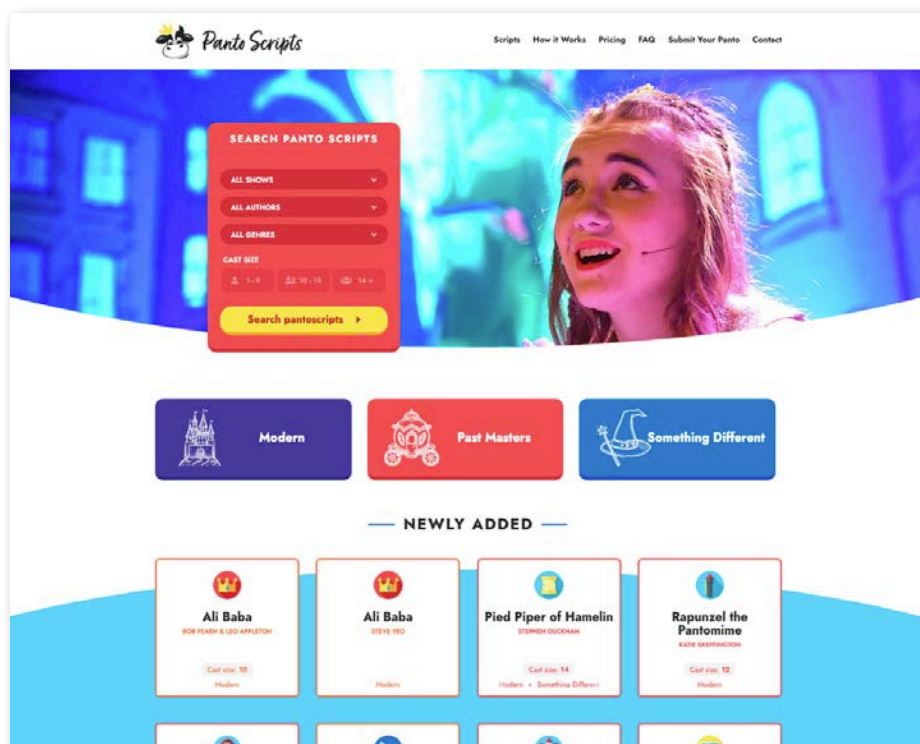 Panto Scripts
Scripts How it Works Pricing FAQ Submit Your Panto Contact
SEARCH PANTO SCRIPTS
ALL SHOWS
ALL AUTHORS
ALL GENRES
CAST SIZE
1 - 9 10 - 13 14 +
Search pantoscripts
Modern Past Masters Something Different
NEWLY ADDED
Ali Baba
ROB FEARN & LEO APPLETON
Cast size: 10
Modern
Ali Baba
STEVE YEO
Modern
Pied Piper of Hamelin
STEPHEN DUCKHAM
Cast size: 14
Modern + Something Different
Rapunzel the
Pantomime
KATIE SKEFFINGTON
Cast size: 12
Modern